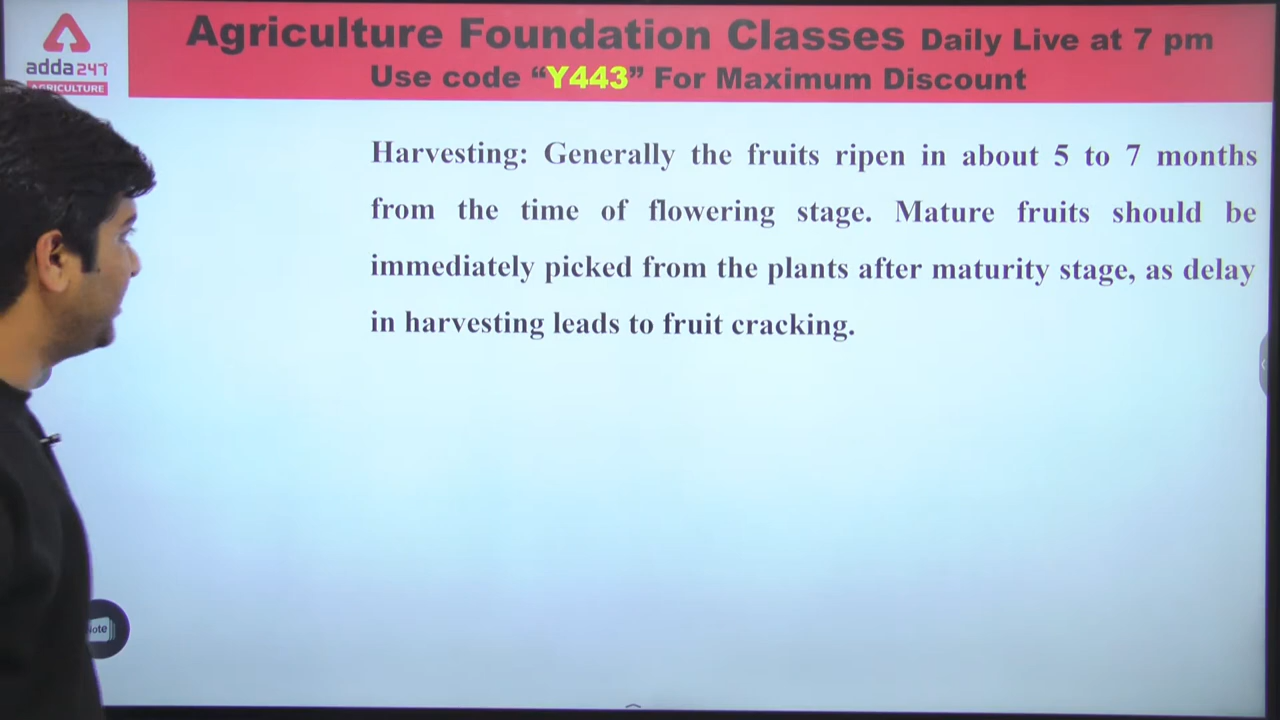 Agriculture Foundation Classes Daily Live at 7 pm
Use code “Y443” For Maximum Discount
adda247
AGRICULTURE
Harvesting: Generally the fruits ripen in about 5 to 7 months
from the time of flowering stage. Mature fruits should be
immediately picked from the plants after maturity stage, as delay
in harvesting leads to fruit cracking.